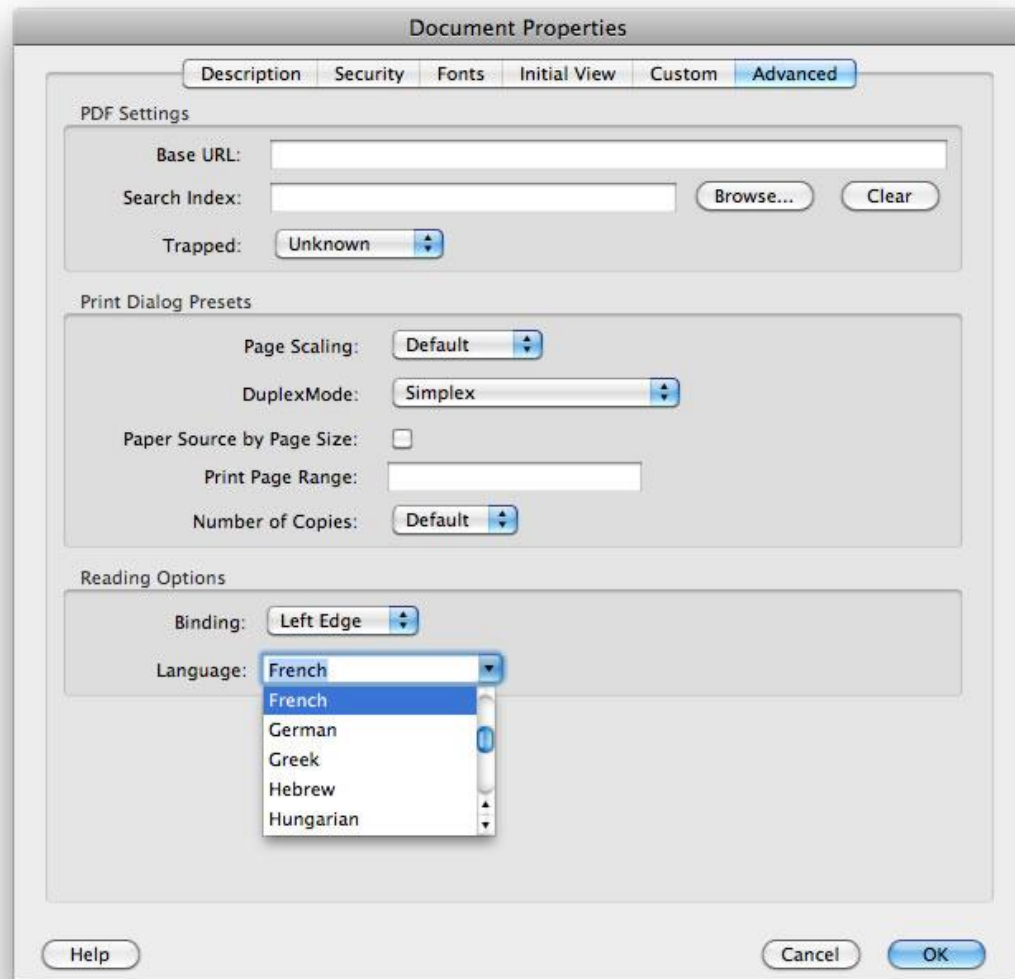 Document Properties
Description Security Fonts Initial View Custom Advanced
PDF Settings
Base URL:
Search Index: Browse... Clear
Trapped: Unknown
Print Dialog Presets
Page Scaling: Default
DuplexMode: Simplex
Paper Source by Page Size:
Print Page Range:
Number of Copies: Default
Reading Options
Binding: Left Edge
Language: French
French
German
Greek
Hebrew
Hungarian
Help Cancel OK